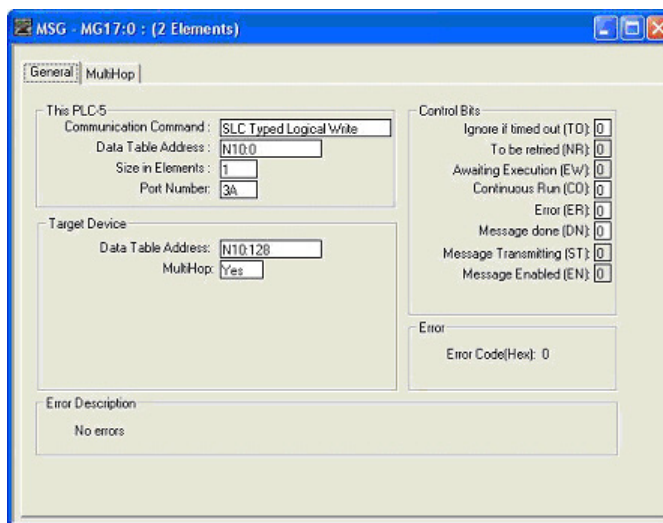 MSG - MG17:0 : (2 Elements)
General MultiHop
This PLC-5
Communication Command : SLC Typed Logical Write
Data Table Address : N10:0
Size in Elements : 1
Port Number: 3A
Target Device
Data Table Address: N10:128
MultiHop: Yes
Control Bits
Ignore if timed out (TO): 0
To be retried (NR): 0
Awaiting Execution (EW): 0
Continuous Run (CO): 0
Error (ER): 0
Message done (DN): 0
Message Transmitting (ST): 0
Message Enabled (EN): 0
Error
Error Code(Hex): 0
Error Description
No errors